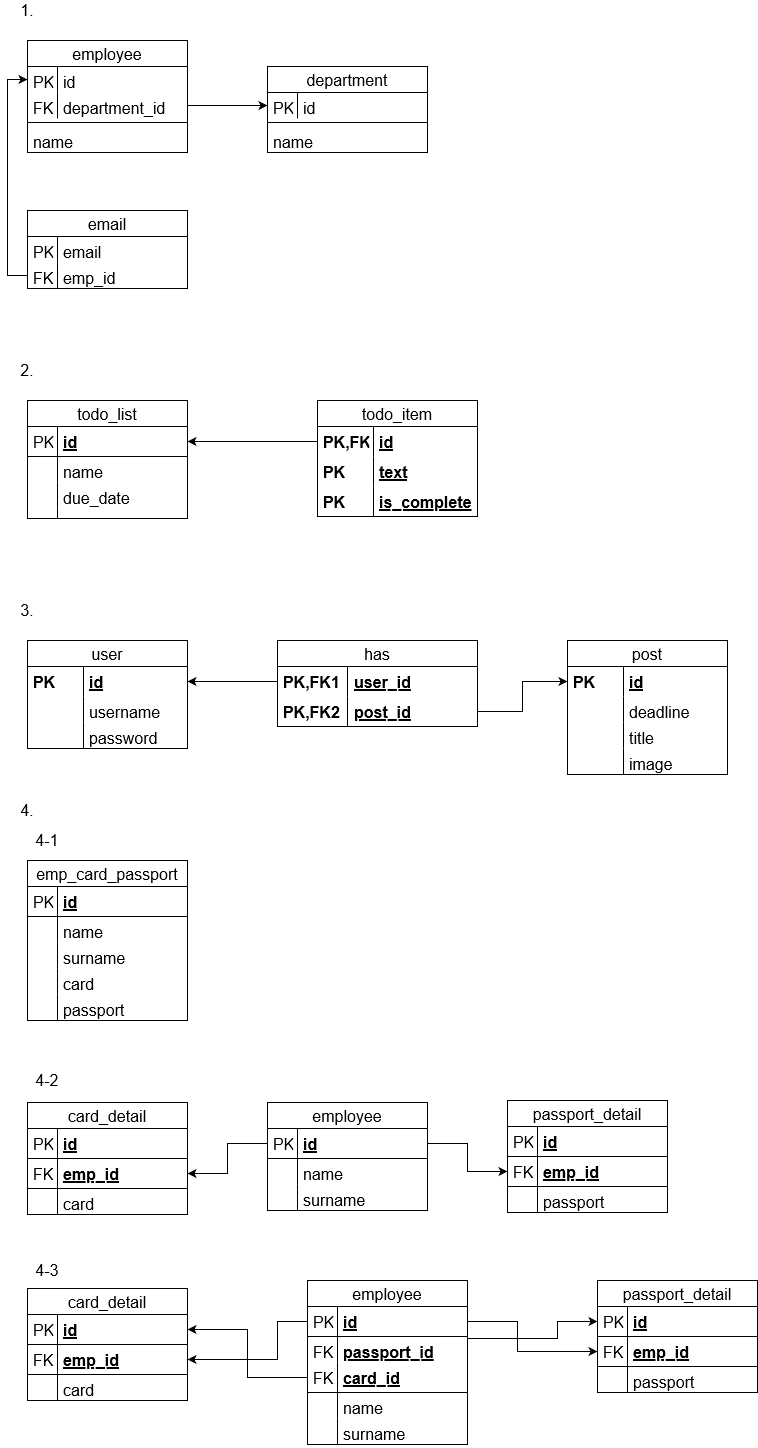 1.
employee
PK id
FK department_id
name
department
PK id
name
email
PK email
FK emp_id
2.
todo_list
PK id
name
due_date
todo_item
PK,FK id
PK text
PK is_complete
3.
user
PK id
username
password
has
PK,FK1 user_id
PK,FK2 post_id
post
PK id
deadline
title
image
4.
4-1
emp_card_passport
PK id
name
surname
card
passport
4-2
card_detail
PK id
FK emp_id
card
employee
PK id
name
surname
passport_detail
PK id
FK emp_id
passport
4-3
card_detail
PK id
FK emp_id
card
employee
PK id
FK passport_id
FK card_id
name
surname
passport_detail
PK id
FK emp_id
passport